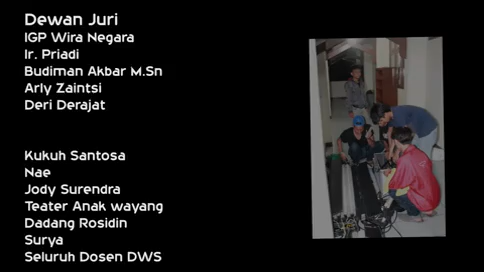 Dewan Juri
IGP Wira Negara
Ir. Priadi
Budiman Akbar M.Sn
Arly Zaintsi
Deri Derajat
Kukuh Santosa
Nae
Jody Surendra
Teater Anak wayang
Dadang Rosidin
Surya
Seluruh Dosen DWS